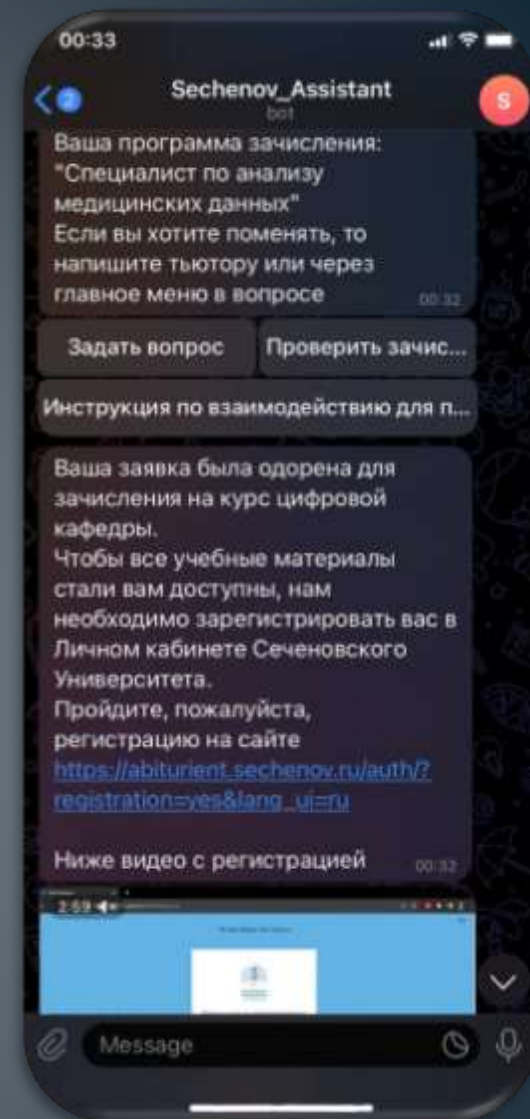 00:33
2
Sechenov_Assistant
bot
S
Ваша программа зачисления:
"Специалист по анализу
медицинских данных"
Если вы хотите поменять, то
напишите тьютору или через
главное меню в вопросе
00:32
Задать вопрос
Проверить зачис...
Инструкция по взаимодействию для п...
Ваша заявка была одорена для
зачисления на курс цифровой
кафедры.
Чтобы все учебные материалы
стали вам доступны, нам
необходимо зарегистрировать вас в
Личном кабинете Сеченовского
Университета.
Пройдите, пожалуйста,
регистрацию на сайте
https://abiturient.sechenov.ru/auth/?
registration=yes&lang_ui=ru
Ниже видео с регистрацией
00:32
2:59
Message